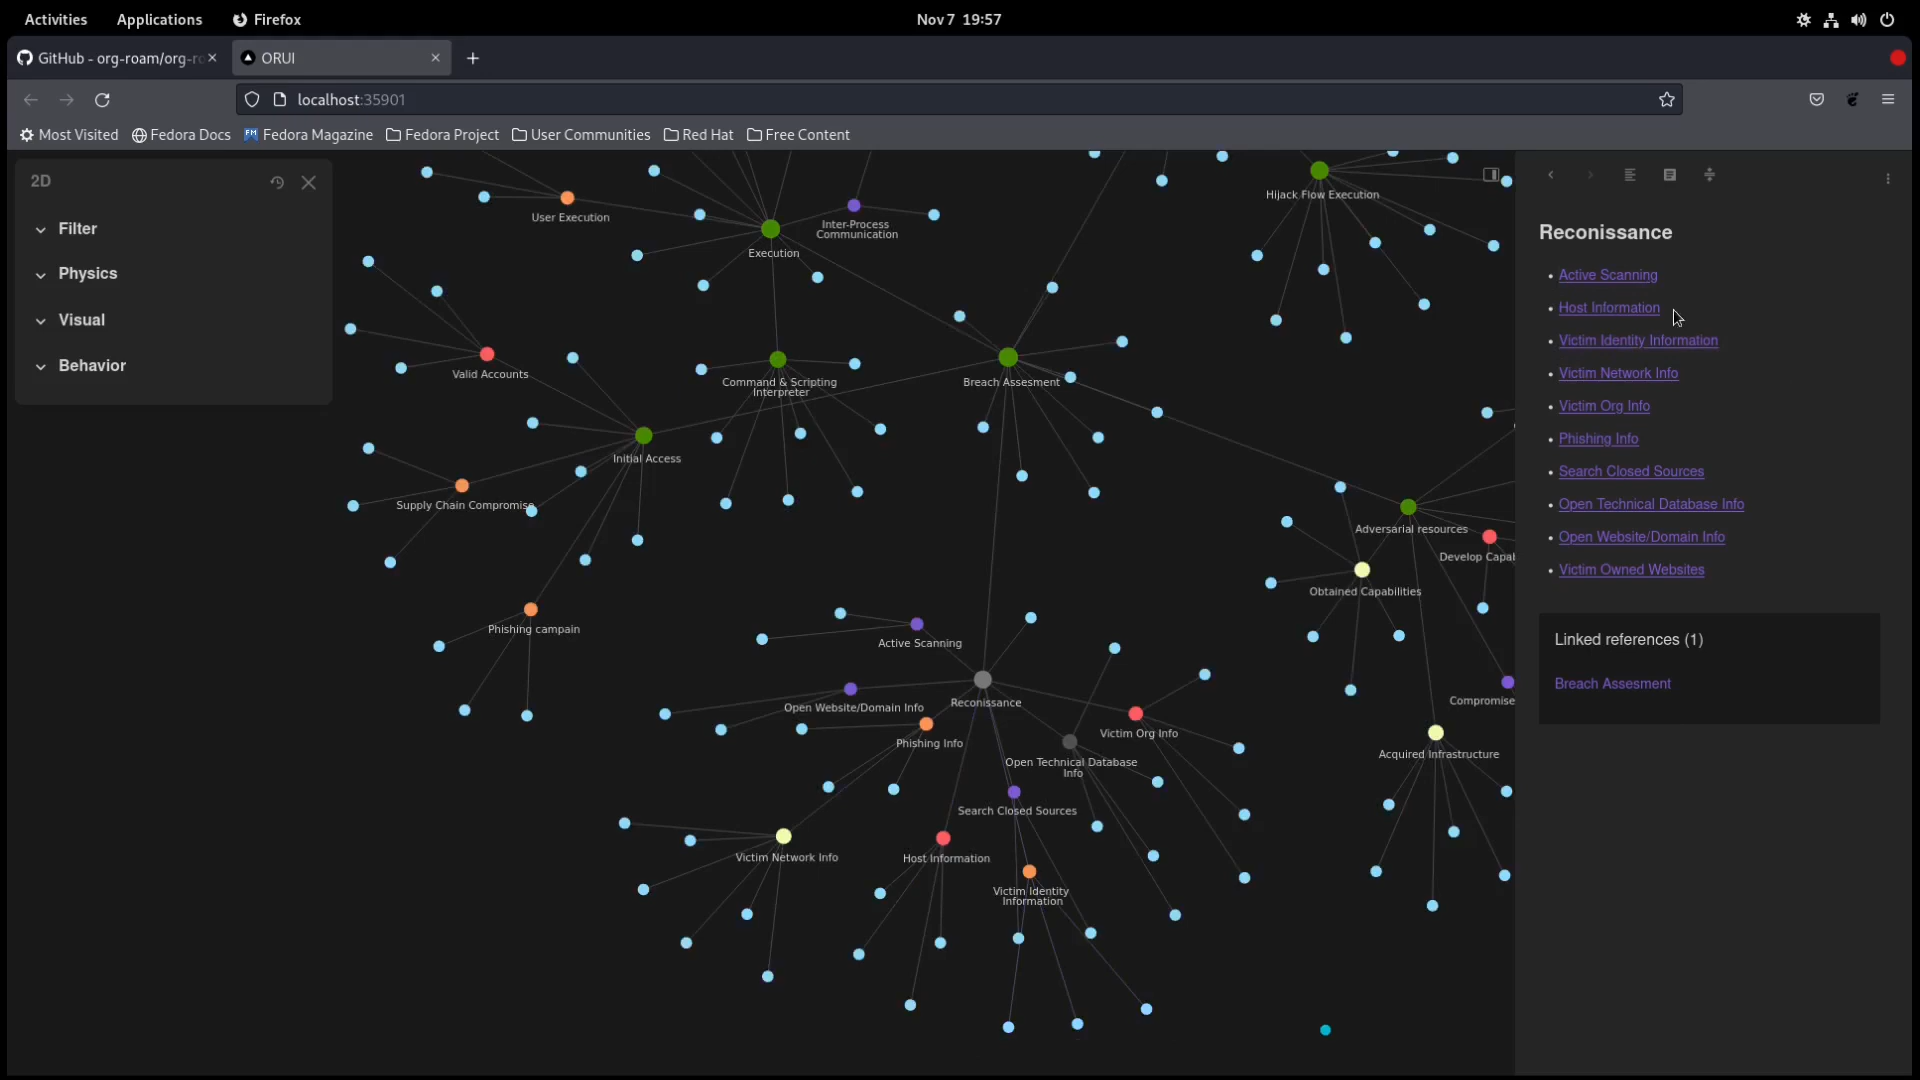 Activities
Applications
Firefox
Nov 7 19:57
GitHub - org-roam/org-ro
ORUI
localhost:35901
Most Visited
Fedora Docs
Fedora Magazine
Fedora Project
User Communities
Red Hat
Free Content
2D
Filter
Physics
Visual
Behavior
User Execution
Execution
Inter-Process
Communication
Hijack Flow Execution
Valid Accounts
Command & Scripting
Interpreter
Breach Assesment
Initial Access
Supply Chain Compromise
Adversarial resources
Develop Capal
Obtained Capabilities
Phishing campain
Active Scanning
Open Website/Domain Info
Reconissance
Compromise
Phishing Info
Victim Org Info
Open Technical Database
Info
Acquired Infrastructure
Search Closed Sources
Victim Network Info
Host Information
Victim Identity
Information
Reconissance
• Active Scanning
• Host Information
• Victim Identity Information
• Victim Network Info
• Victim Org Info
• Phishing Info
• Search Closed Sources
• Open Technical Database Info
• Open Website/Domain Info
• Victim Owned Websites
Linked references (1)
Breach Assesment